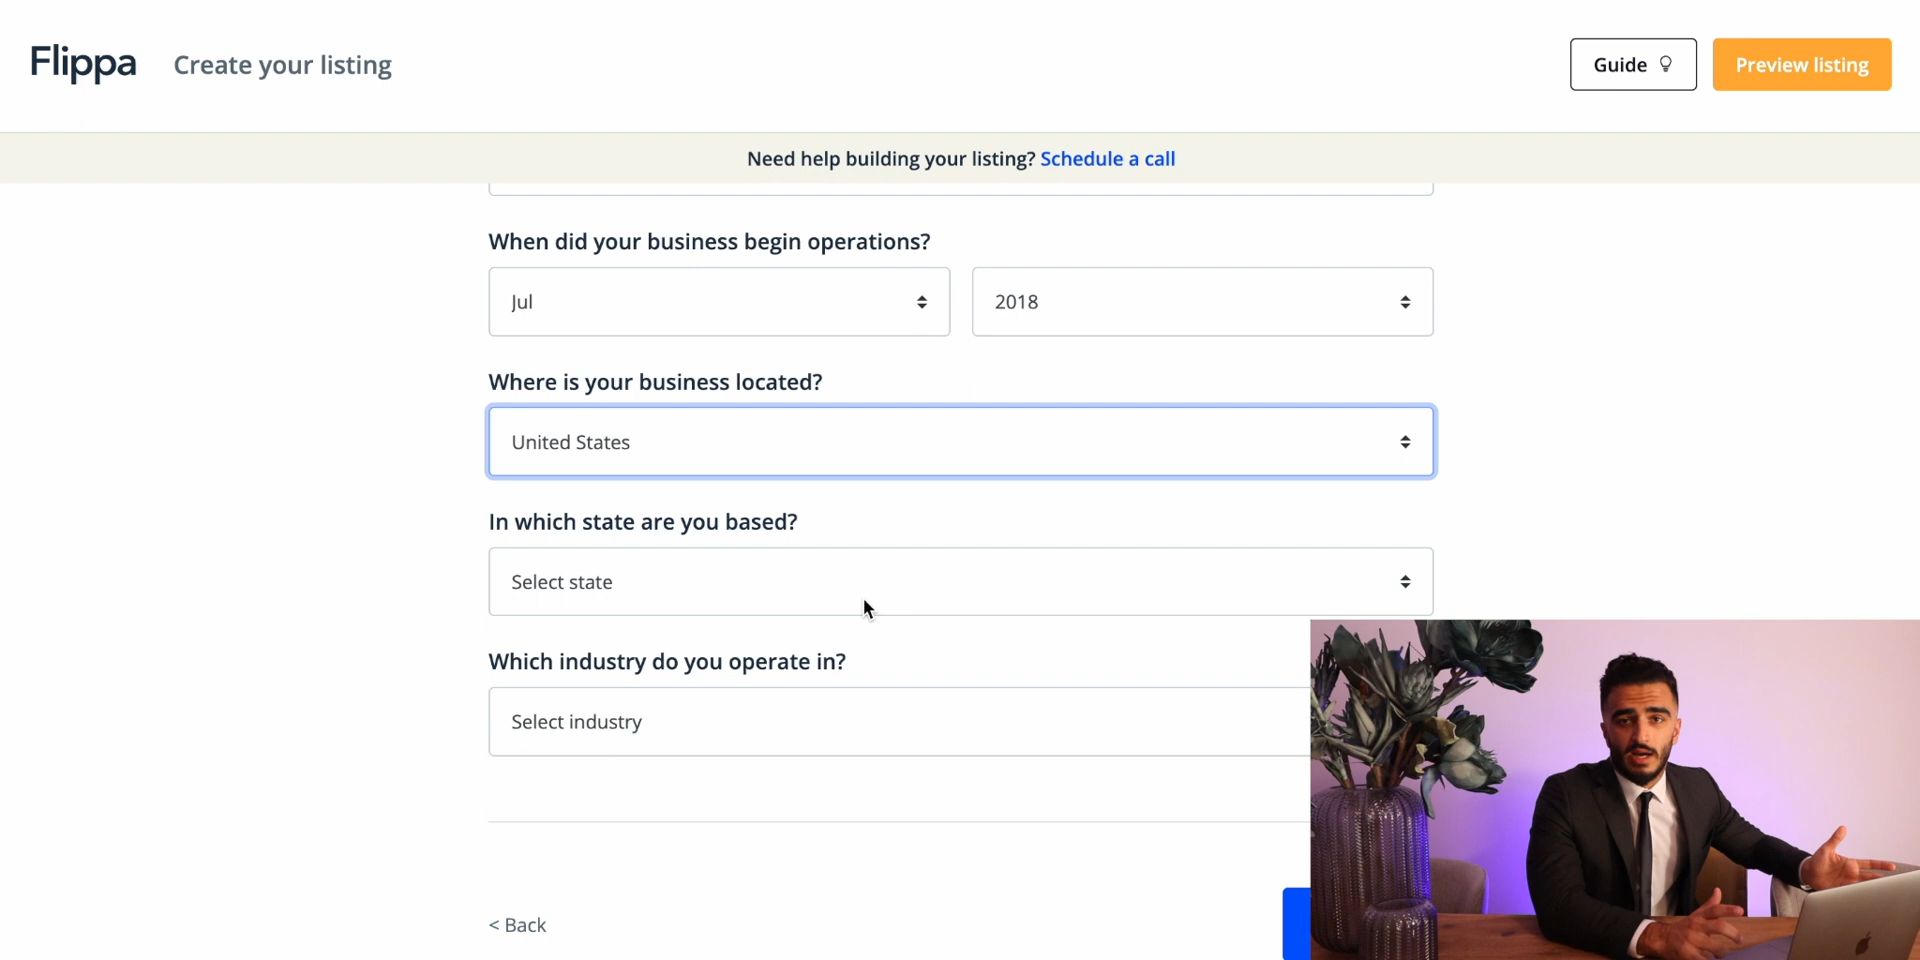 Flippa
Create your listing
Guide
Preview listing
Need help building your listing? Schedule a call
When did your business begin operations?
Jul
2018
Where is your business located?
United States
In which state are you based?
Select state
Which industry do you operate in?
Select industry
< Back